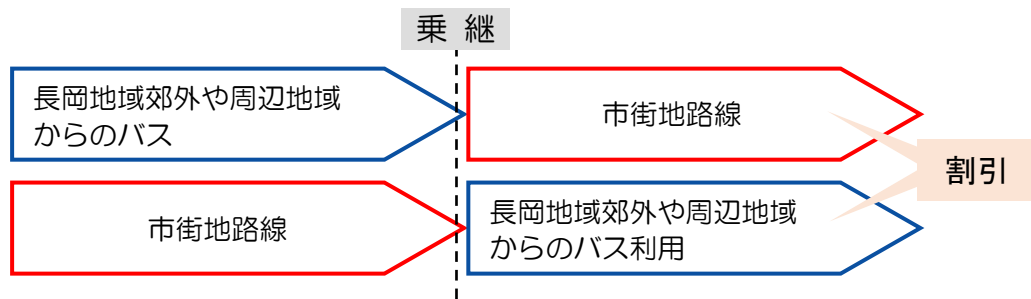 乗 継
長岡地域郊外や周辺地域
からのバス
市街地路線
割引
市街地路線
長岡地域郊外や周辺地域
からのバス利用